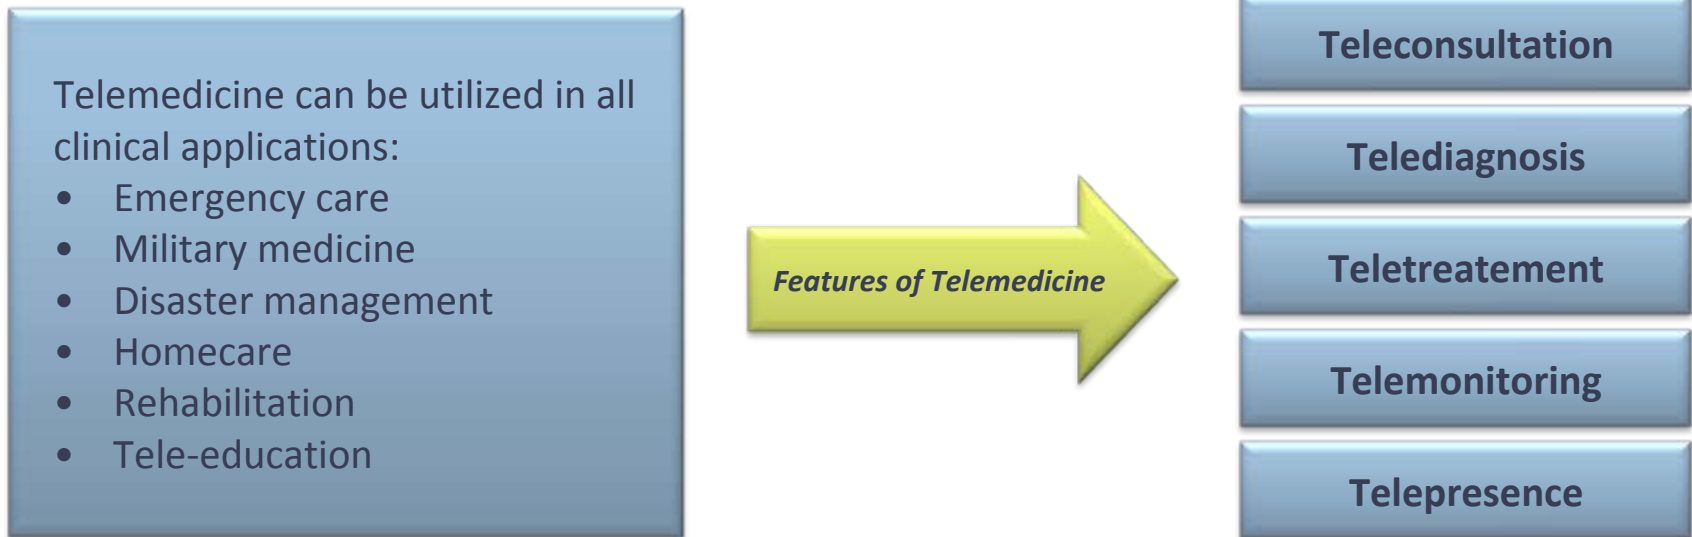 Telemedicine can be utilized in all
clinical applications:
• Emergency care
• Military medicine
• Disaster management
• Homecare
• Rehabilitation
• Tele-education
Features of Telemedicine
Teleconsultation
Telediagnosis
Teletreatement
Telemonitoring
Telepresence